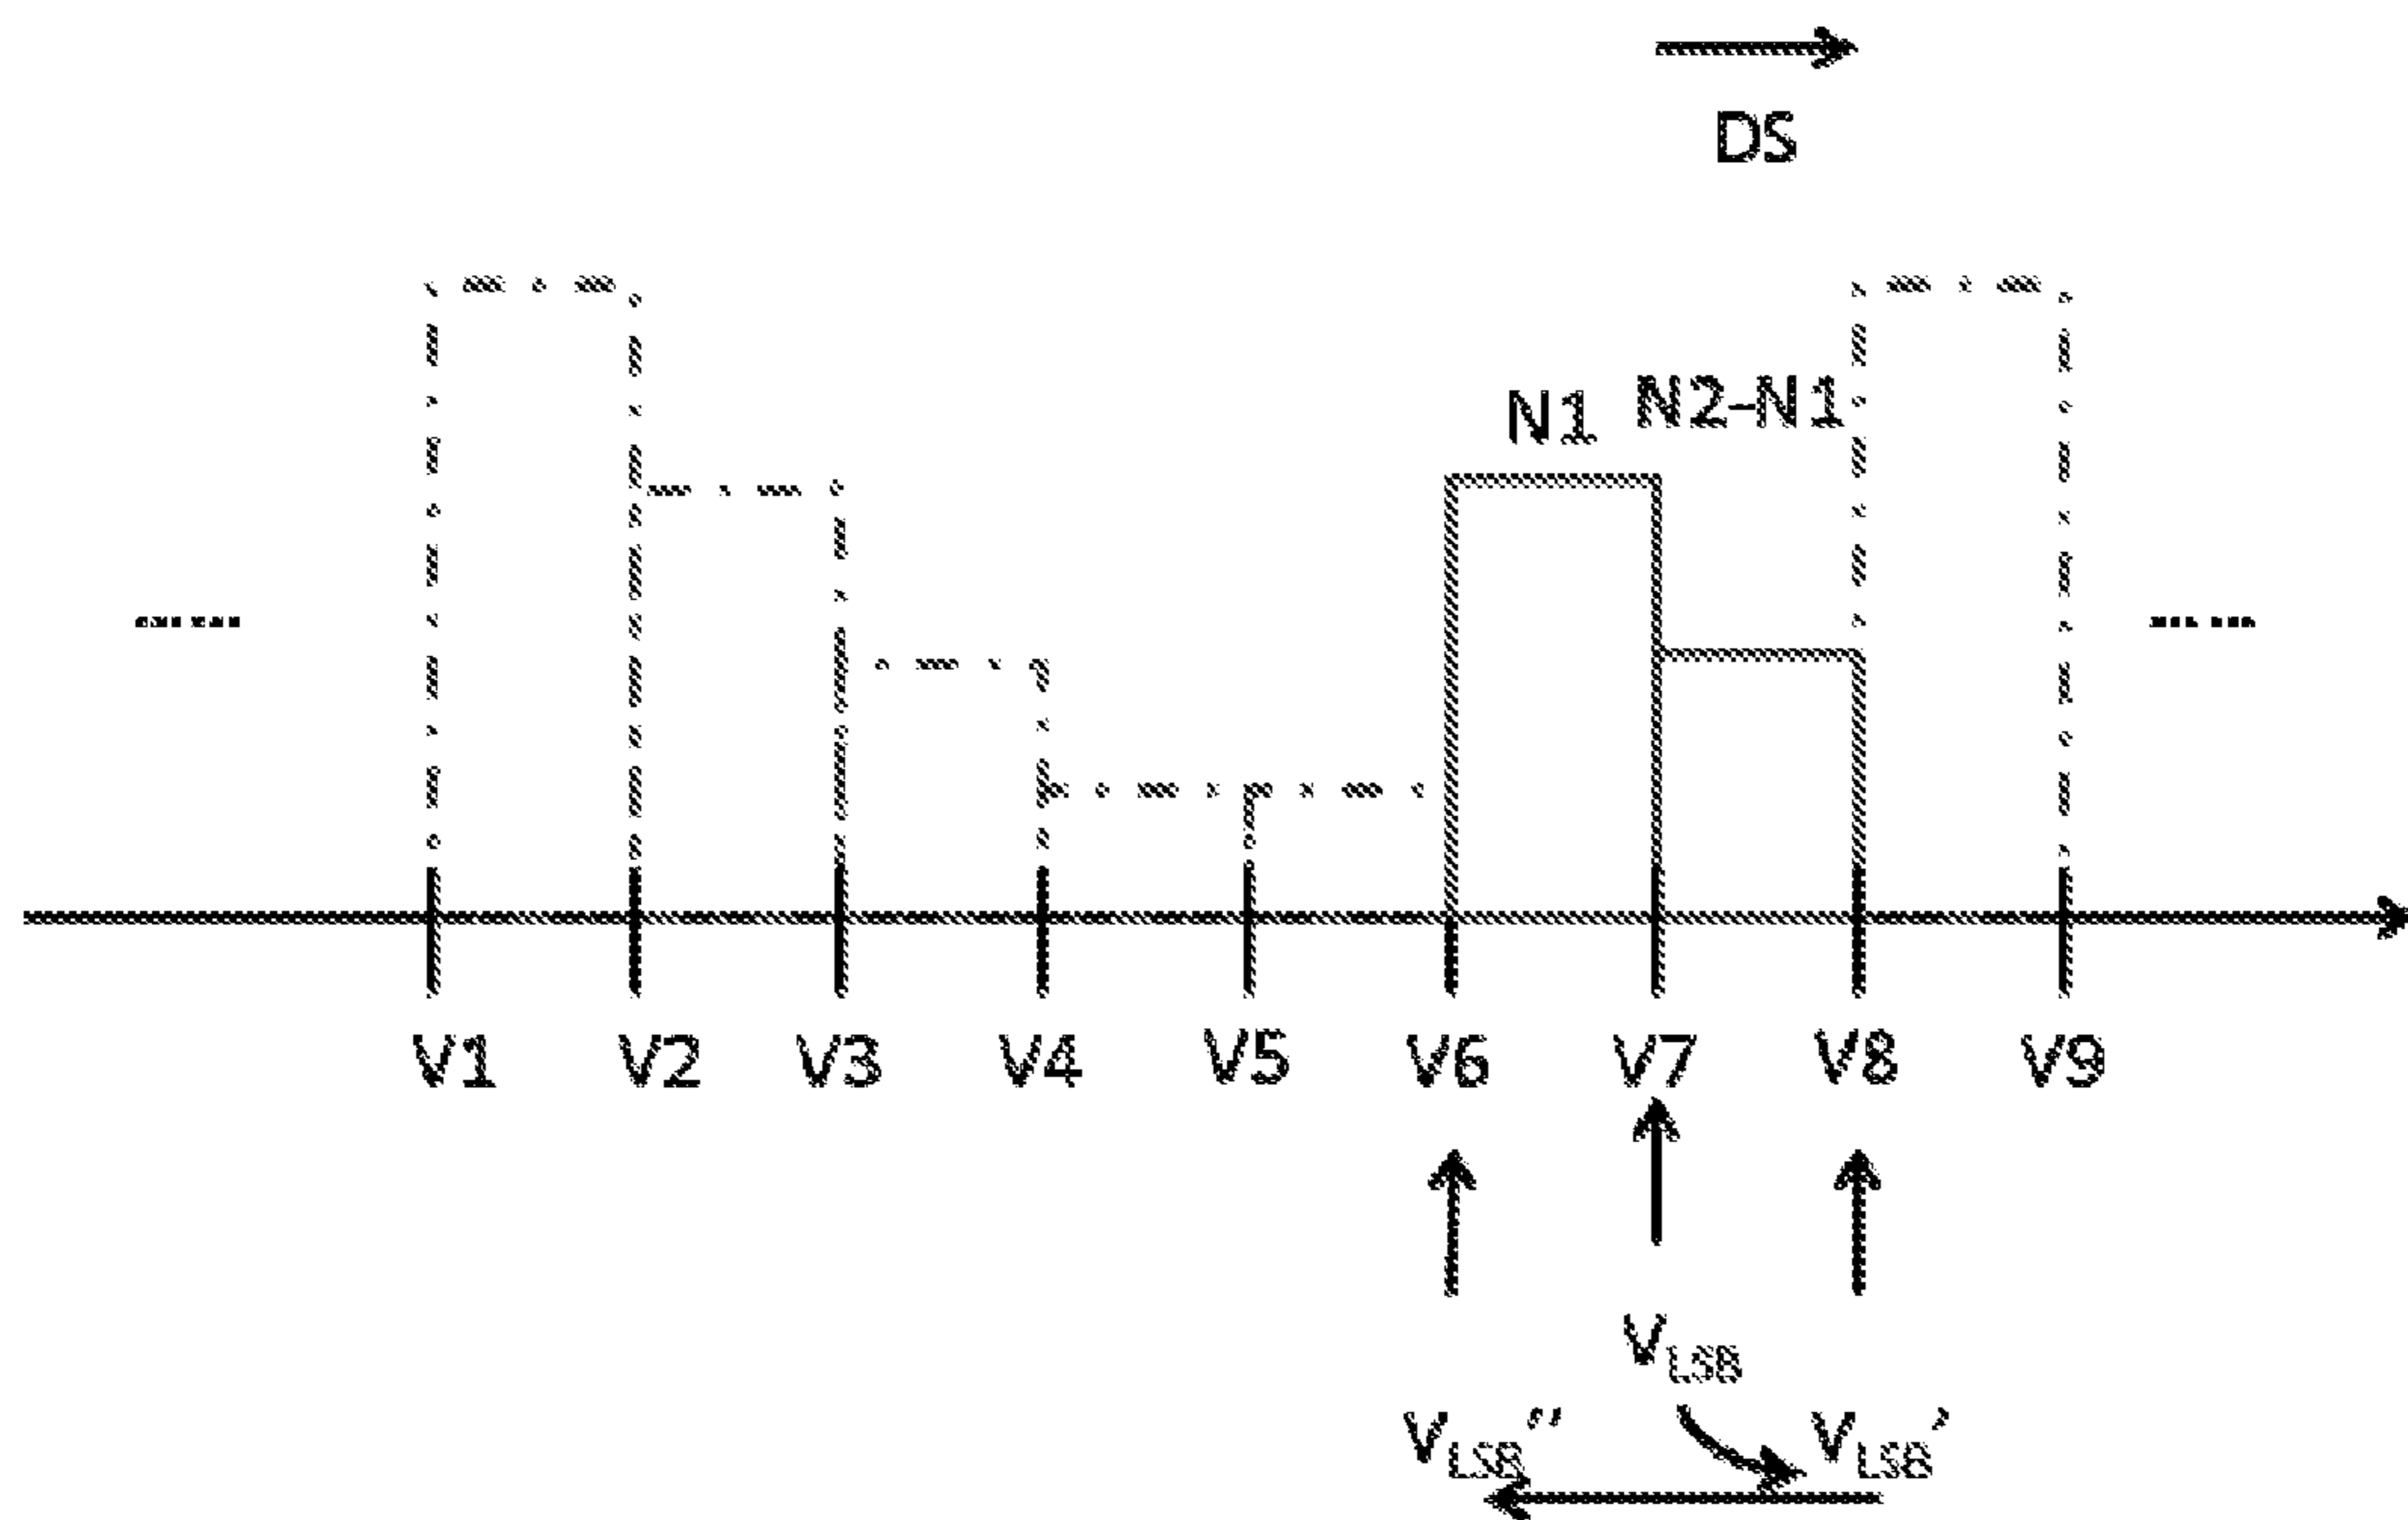 DS
N1 N2-N1
...... ......
V1 V2 V3 V4 V5 V6 V7 V8 V9
VLSB
VLSB'' VLSB'